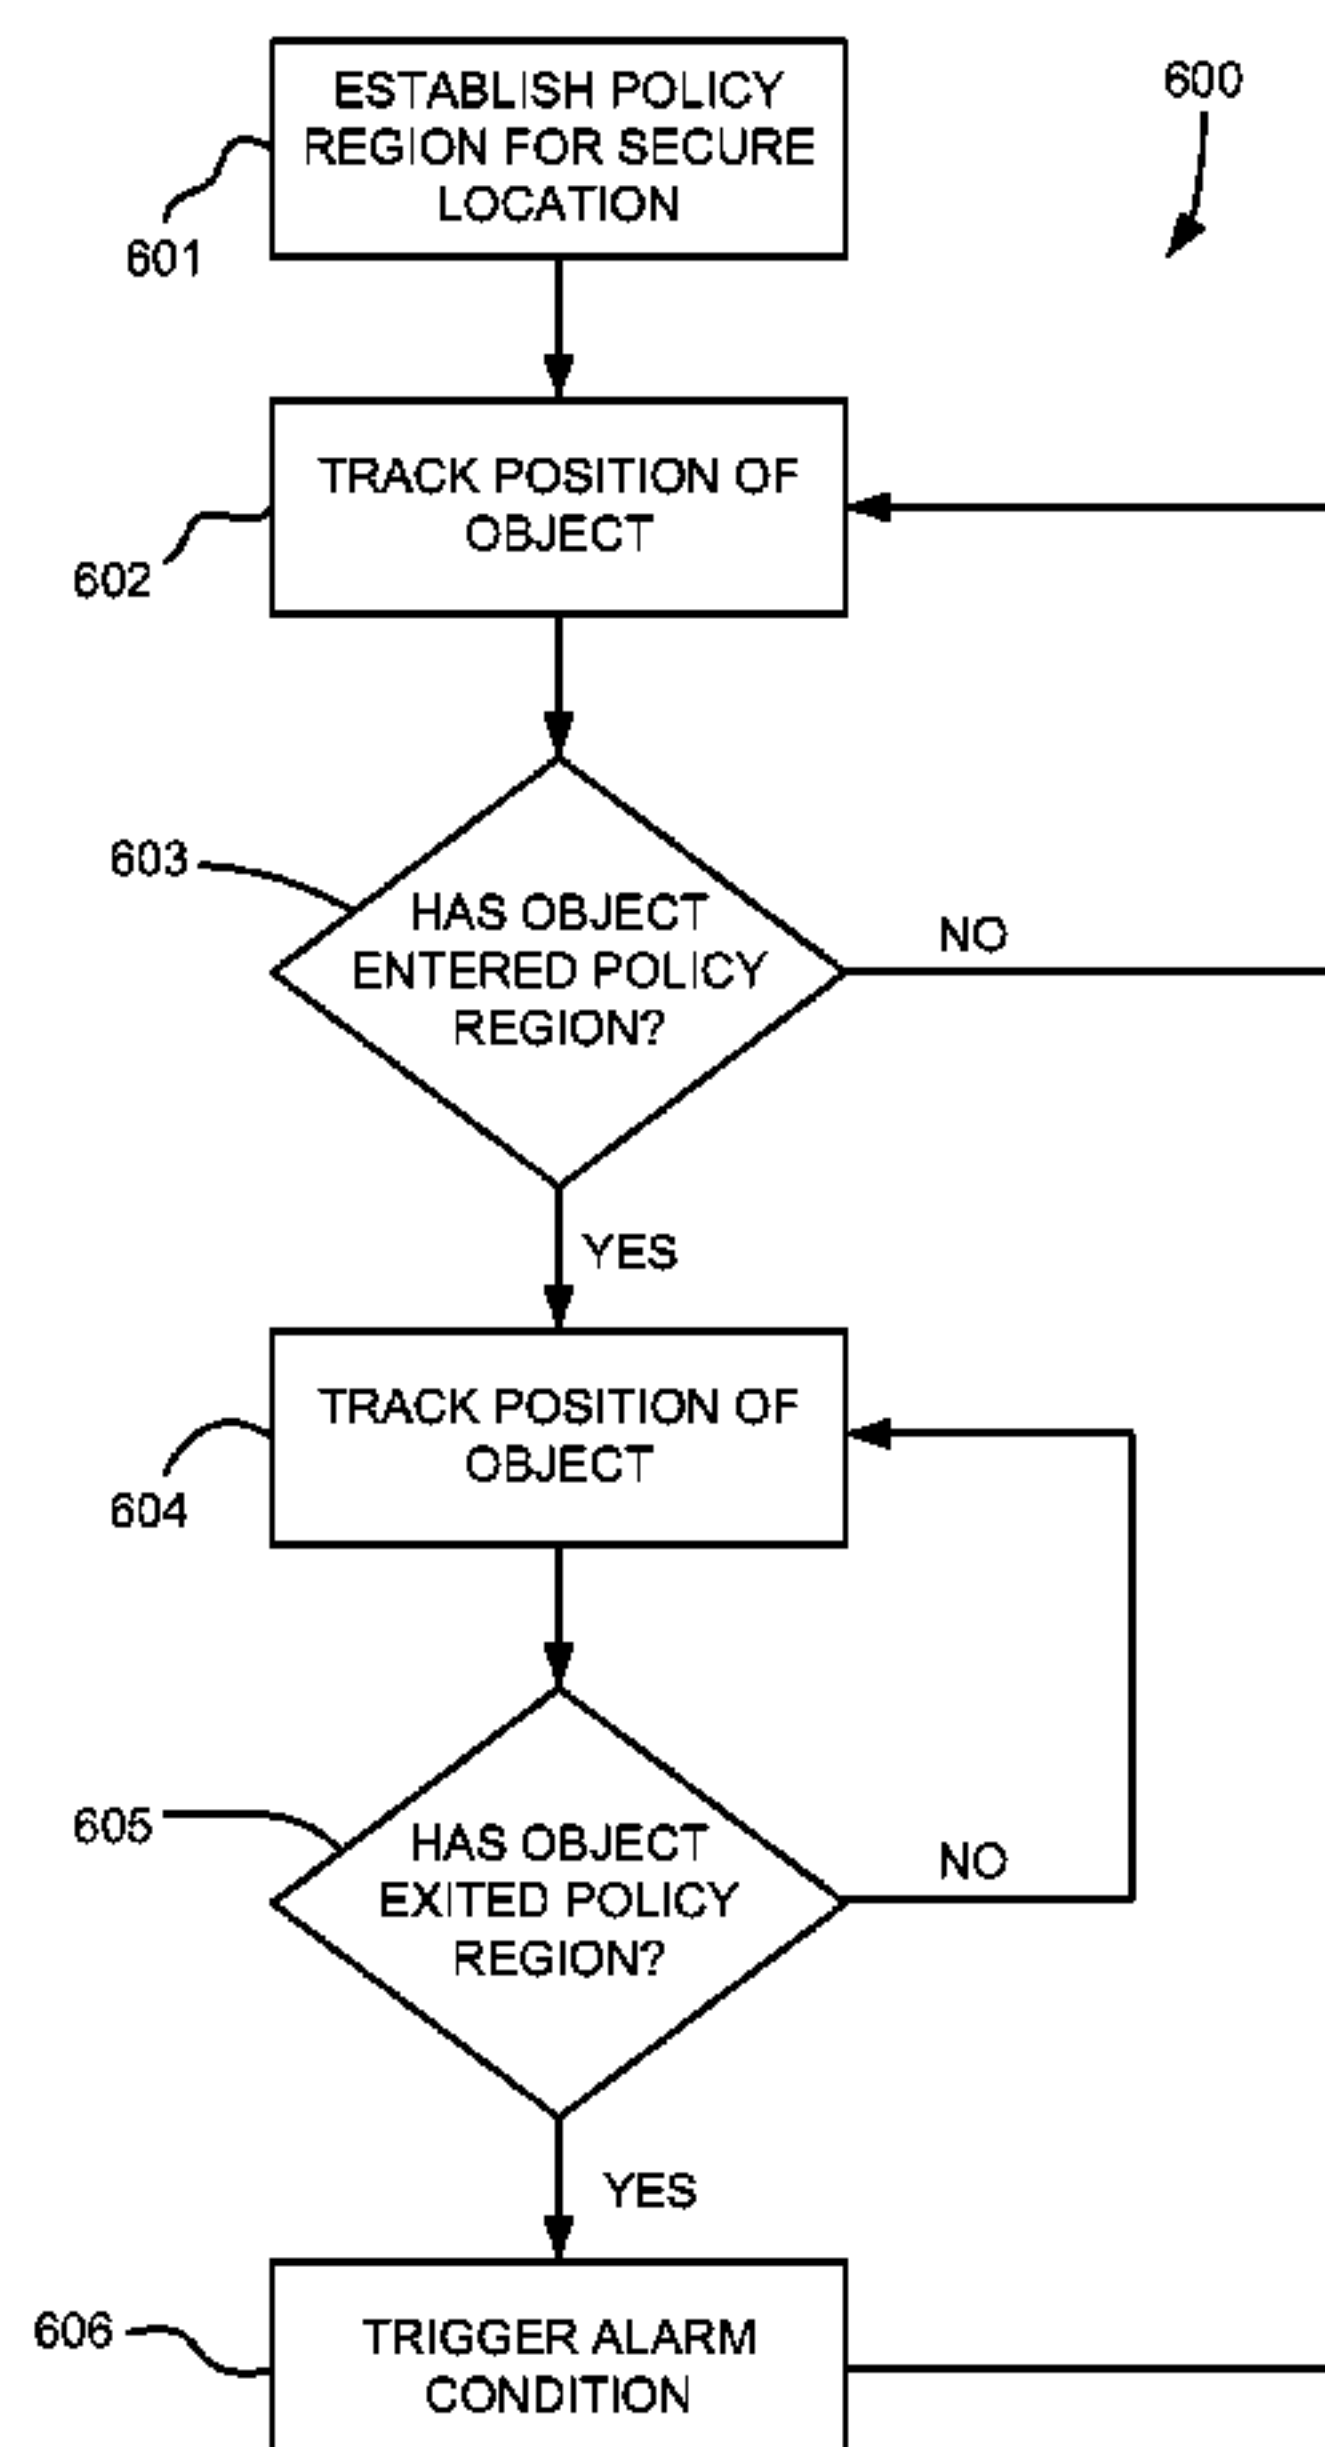 ESTABLISH POLICY
REGION FOR SECURE
LOCATION
600
601
TRACK POSITION OF
OBJECT
602
603
HAS OBJECT
ENTERED POLICY
REGION?
NO
YES
TRACK POSITION OF
OBJECT
604
605
HAS OBJECT
EXITED POLICY
REGION?
NO
YES
606
TRIGGER ALARM
CONDITION